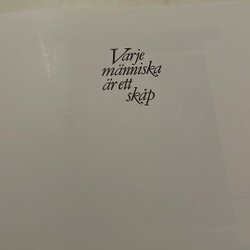 Varje
människa
är ett
skåp